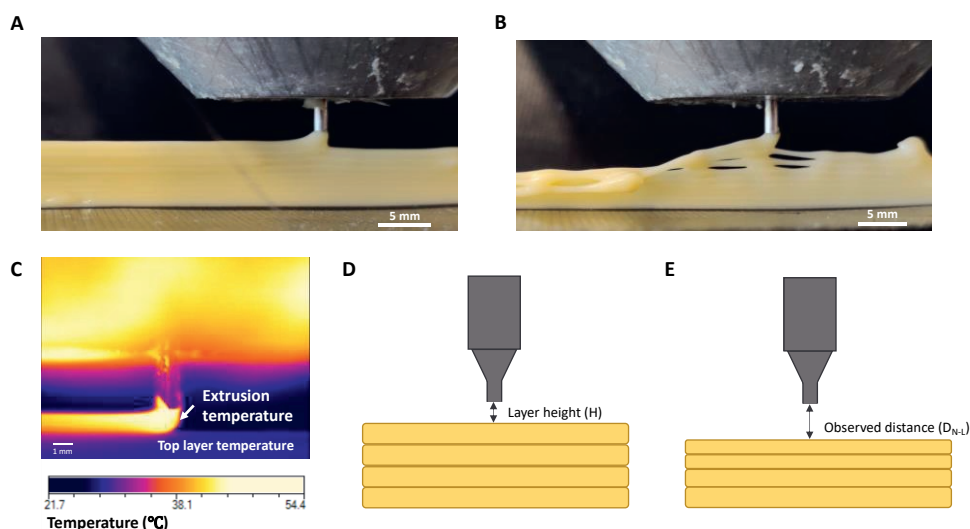 A
B
5 mm
5 mm
C
D
E
Extrusion
temperature
Top layer temperature
1 mm
Layer height (H)
Observed distance (D_N-L)
21.7
38.1
54.4
Temperature (℃)